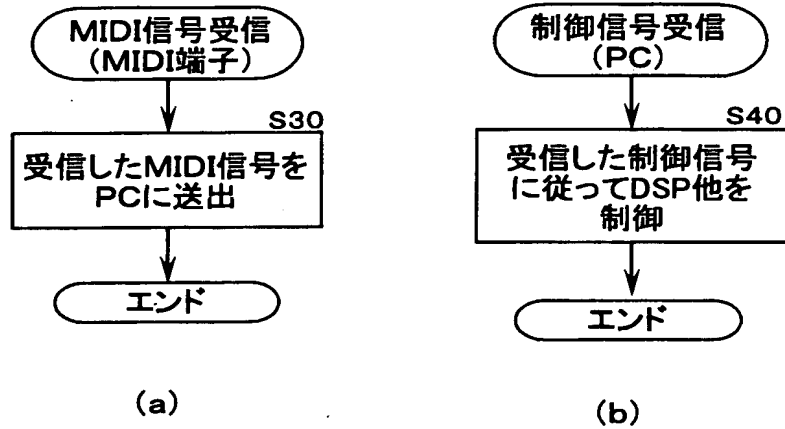 MIDI信号受信
(MIDI端子)
S30
受信したMIDI信号を
PCに送出
エンド
(a)
制御信号受信
(PC)
S40
受信した制御信号
に従ってDSP他を
制御
エンド
(b)